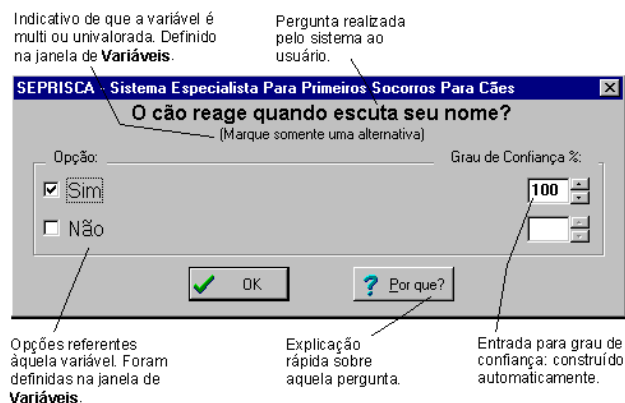 Indicativo de que a variável é
multi ou univalorada. Definido
na janela de Variáveis.
Pergunta realizada
pelo sistema ao
usuário.
SEPRISCA - Sistema Especialista Para Primeiros Socorros Para Cães
O cão reage quando escuta seu nome?
(Marque somente uma alternativa)
Opção:
Grau de Confiança %:
Sim
100
Não
OK
? Por que?
Opções referentes
àquela variável. Foram
definidas na janela de
Variáveis.
Explicação
rápida sobre
aquela pergunta.
Entrada para grau de
confiança: construído
automaticamente.